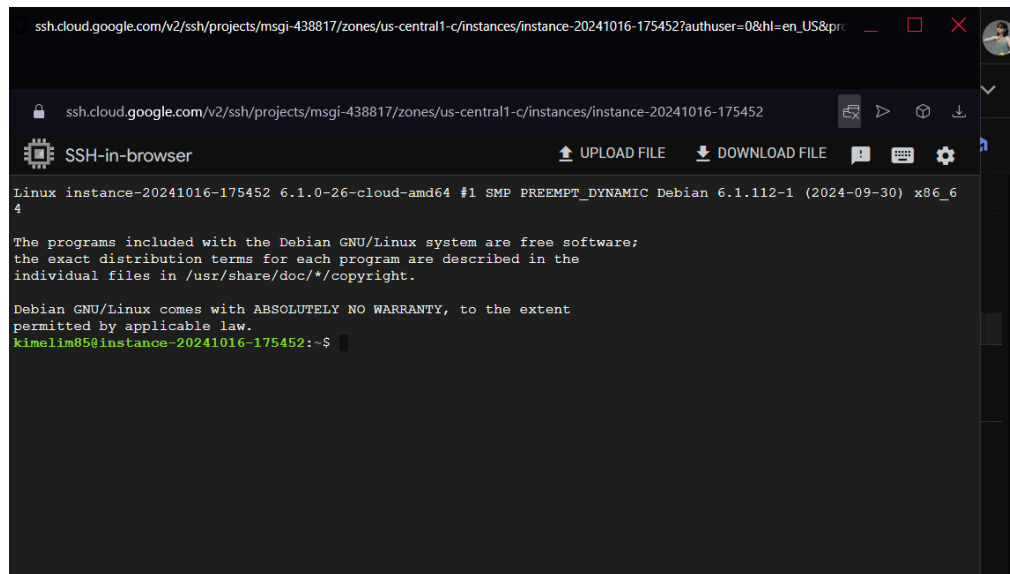 ssh.cloud.google.com/v2/ssh/projects/msgi-438817/zones/us-central1-c/instances/instance-20241016-175452?authuser=0&hl=en_US&pro
ssh.cloud.google.com/v2/ssh/projects/msgi-438817/zones/us-central1-c/instances/instance-20241016-175452
SSH-in-browser
UPLOAD FILE
DOWNLOAD FILE
Linux instance-20241016-175452 6.1.0-26-cloud-amd64 #1 SMP PREEMPT_DYNAMIC Debian 6.1.112-1 (2024-09-30) x86_6
4
The programs included with the Debian GNU/Linux system are free software;
the exact distribution terms for each program are described in the
individual files in /usr/share/doc/*/copyright.
Debian GNU/Linux comes with ABSOLUTELY NO WARRANTY, to the extent
permitted by applicable law.
kimelim85@instance-20241016-175452:~$